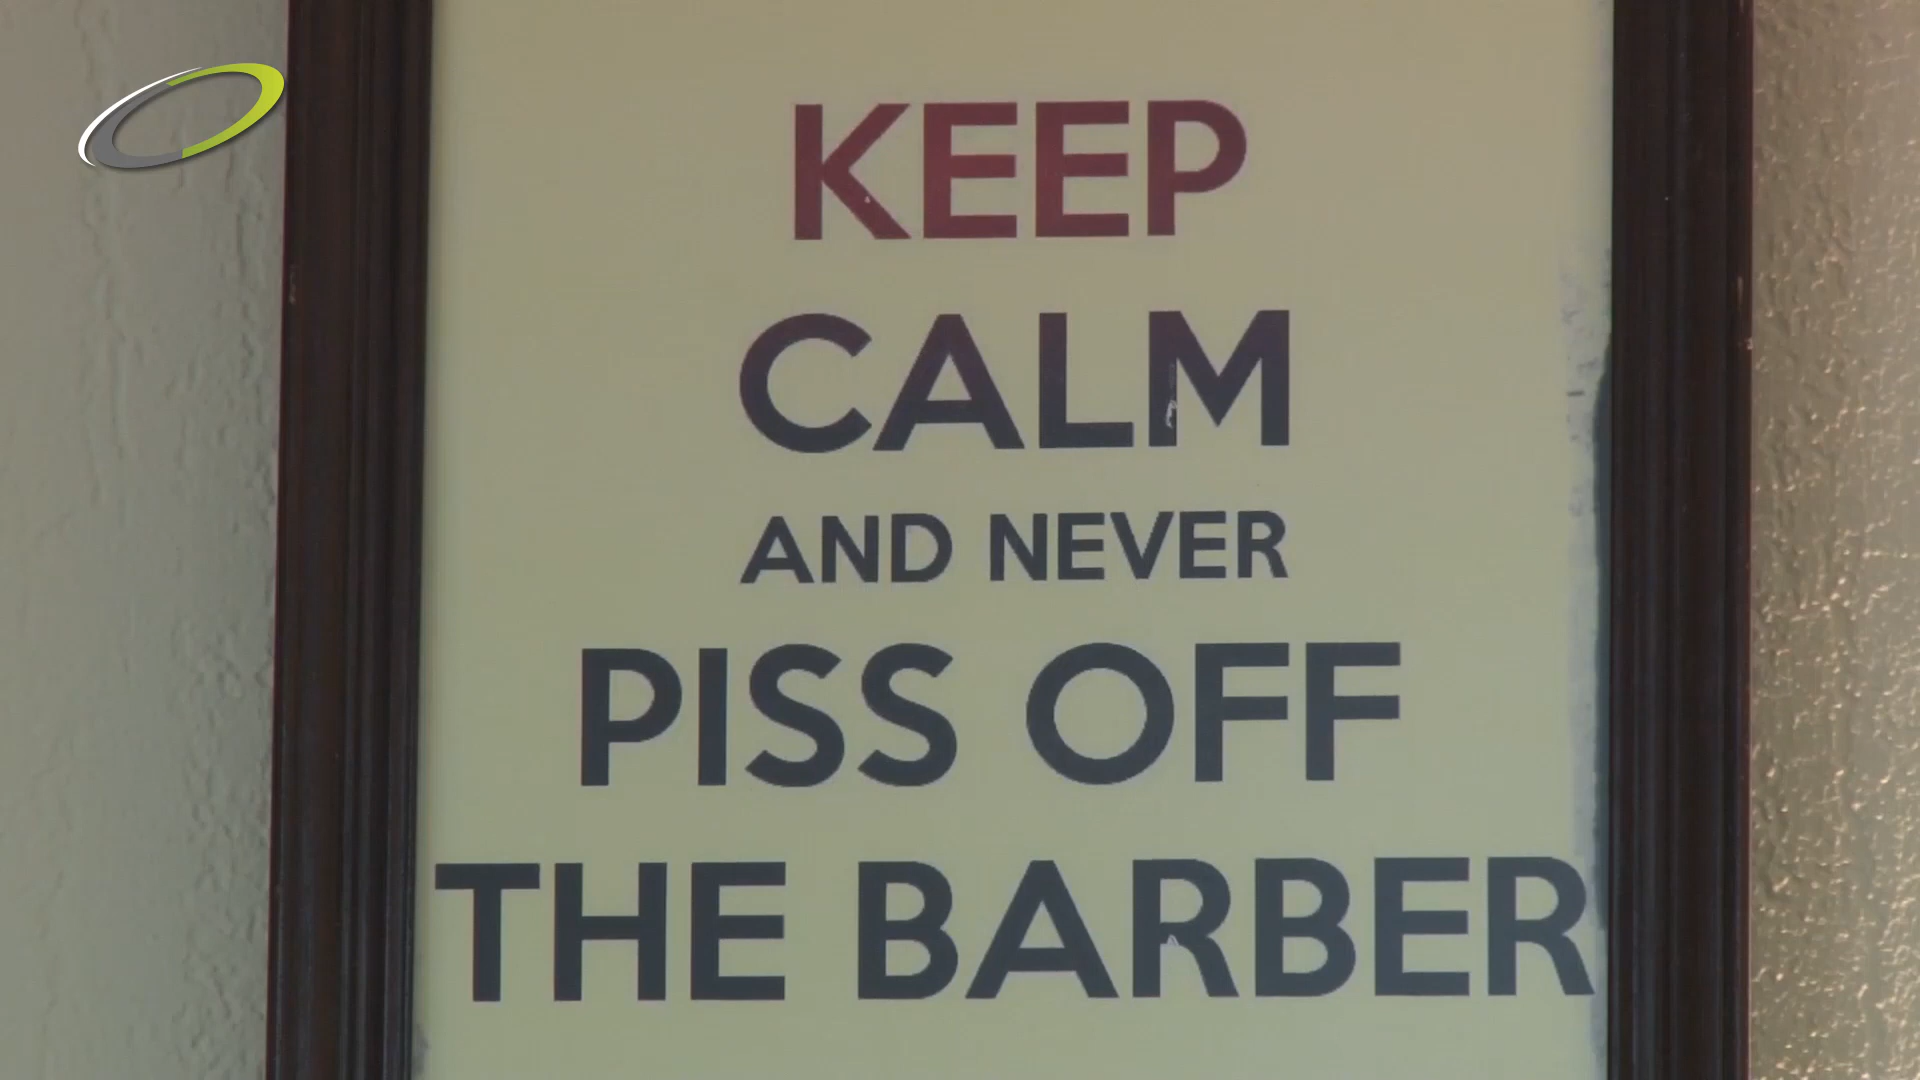 KEEP
CALM
AND NEVER
PISS OFF
THE BARBER